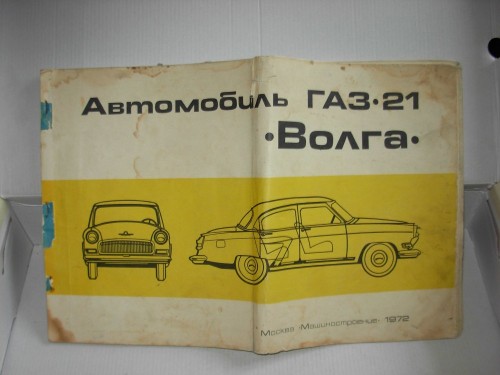 Автомобиль ГАЗ•21
•Волга•
Москва «Машиностроение» 1972